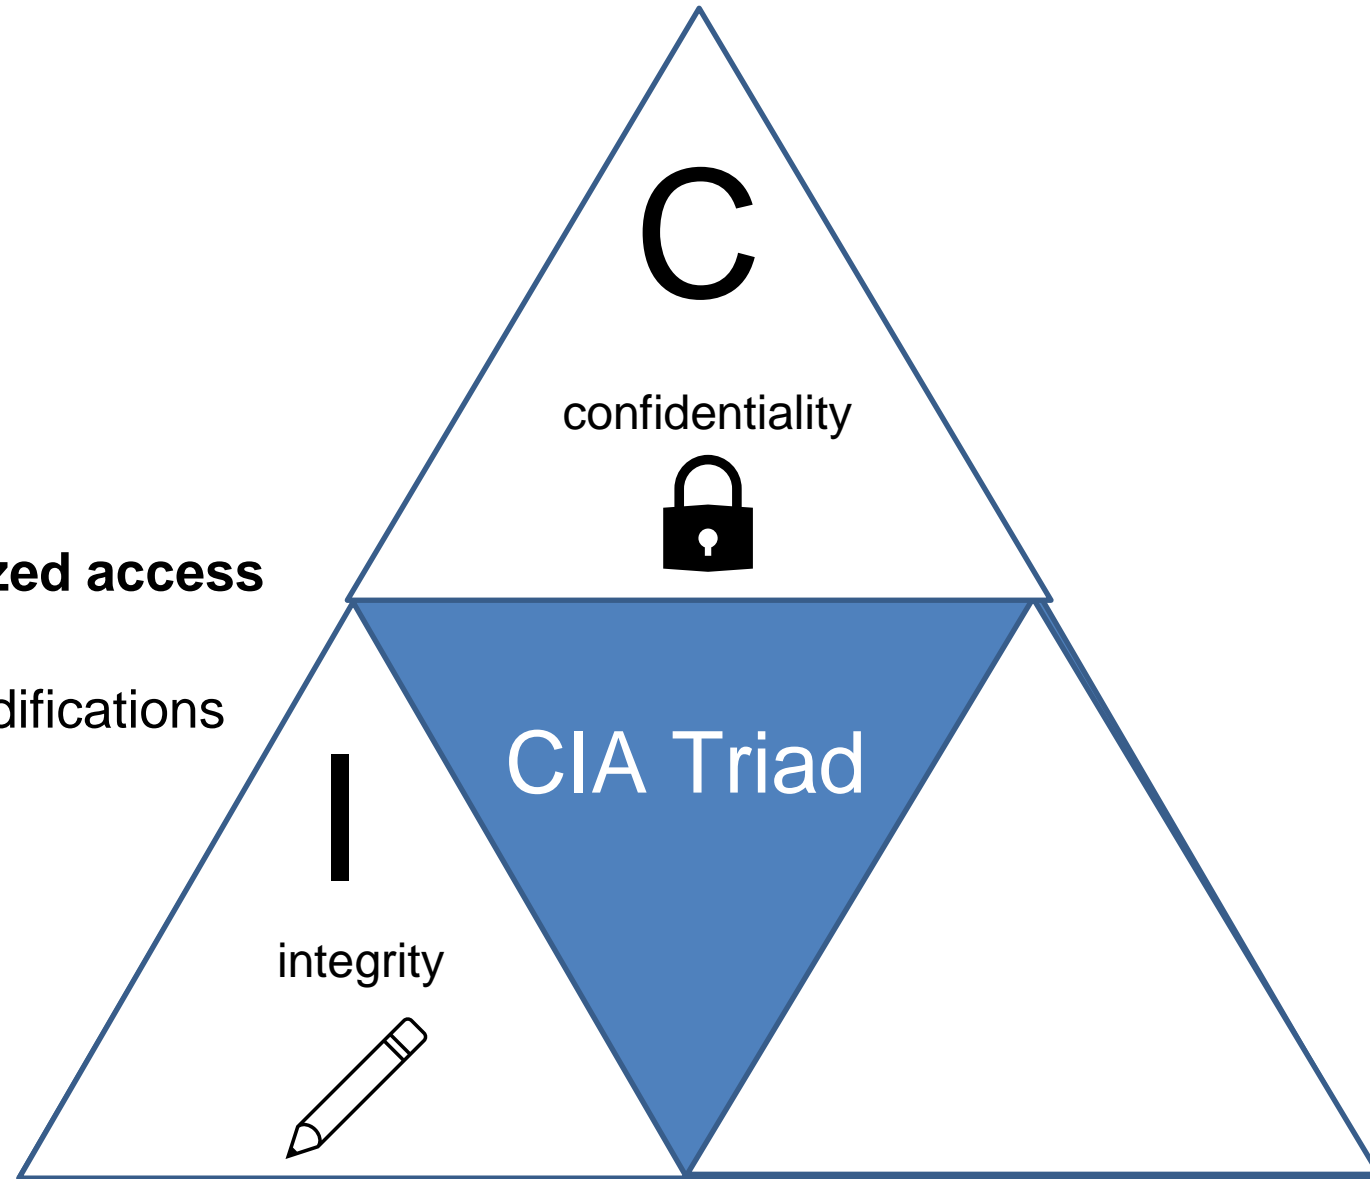 C
confidentiality
zed access
difications
CIA Triad
I
integrity